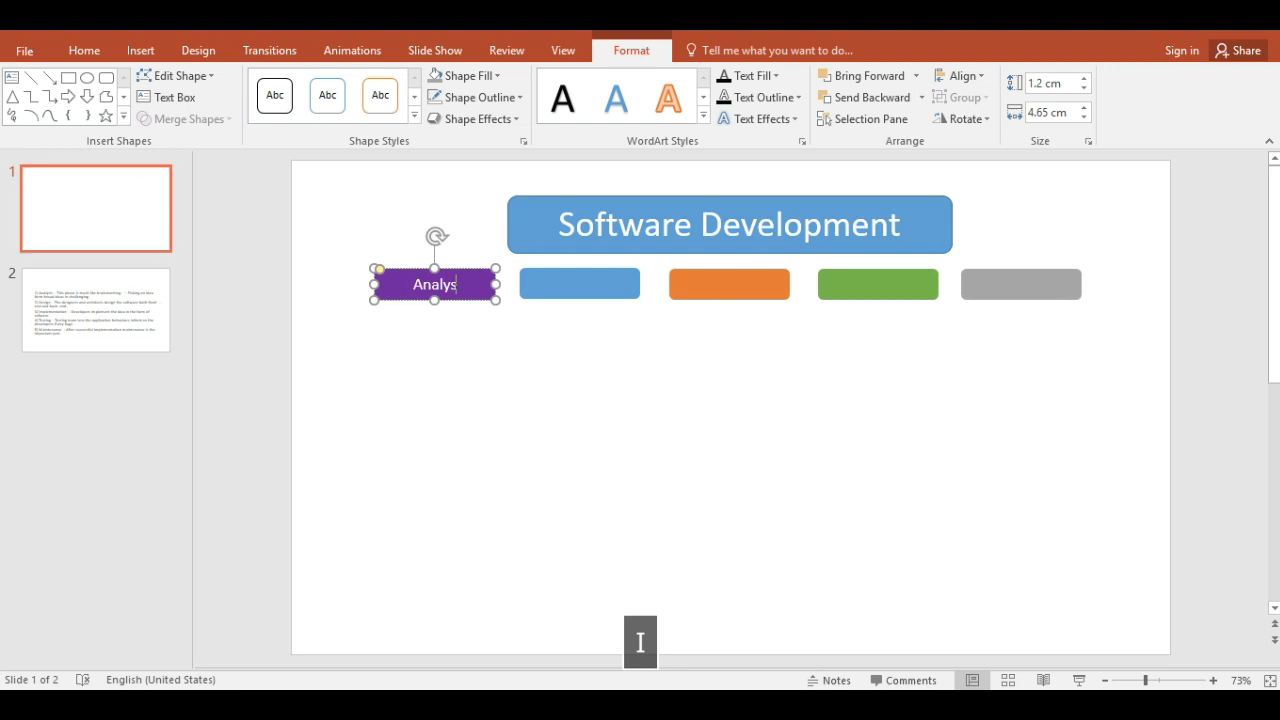 File Home Insert Design Transitions Animations Slide Show Review View Format Tell me what you want to do... Sign in Share
Edit Shape
Text Box
Merge Shapes
Insert Shapes
Abc Abc Abc
Shape Fill
Shape Outline
Shape Effects
Shape Styles
A A A
Text Fill
Text Outline
Text Effects
WordArt Styles
Bring Forward
Send Backward
Selection Pane
Align
Group
Rotate
Arrange
1.2 cm
4.65 cm
Size
1
2
Software Development
Analys
I
Slide 1 of 2 English (United States) Notes Comments 73%